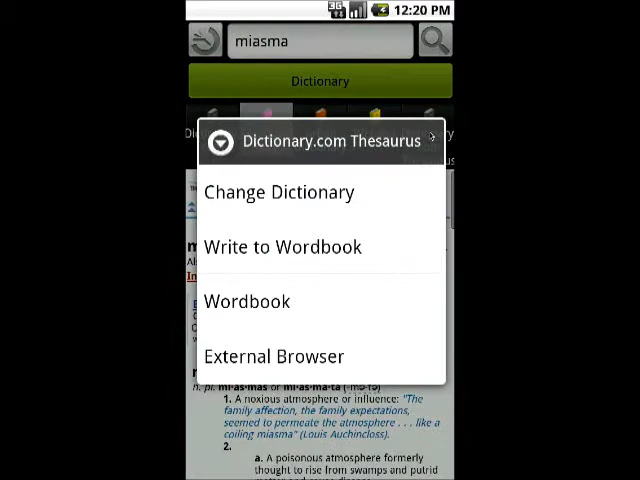 3G 12:20 PM
miasma
Dictionary
Dictionary.com Thesaurus
Change Dictionary
Write to Wordbook
Wordbook
External Browser
n. pl. mi·as·mas or mi·as·ma·ta
1. A noxious atmosphere or influence: "The
family affection, the family expectations,
seemed to permeate the atmosphere . . . like a
coiling miasma" (Louis Auchincloss).
2.
a. A poisonous atmosphere formerly
thought to rise from swamps and putrid